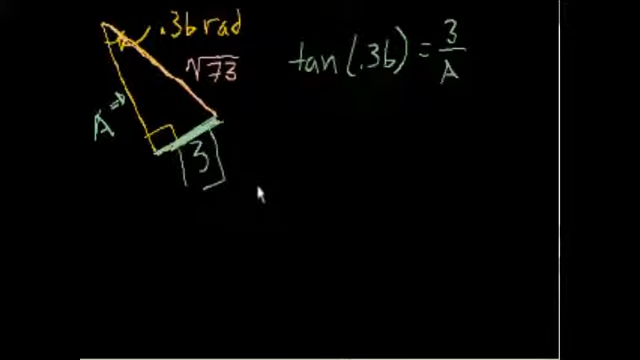 .36 rad
√73
A
3
tan(.36) = 3/A